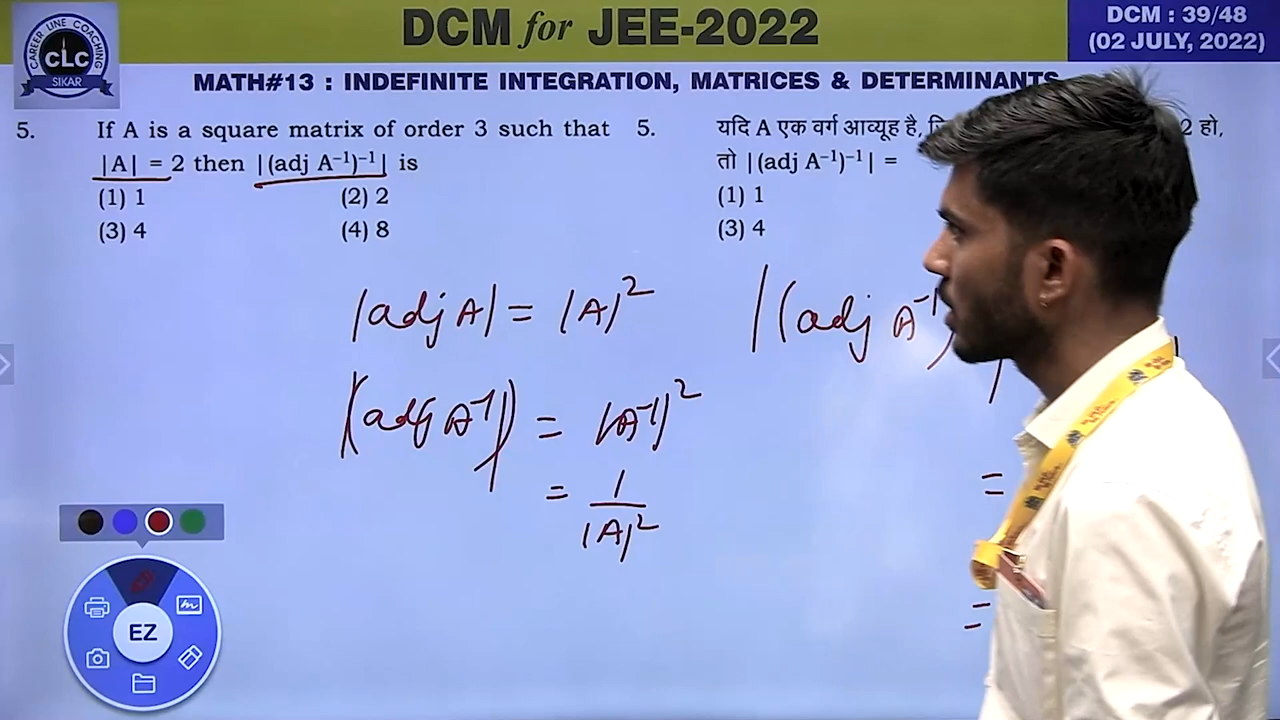 DCM for JEE-2022
DCM : 39/48
(02 JULY, 2022)
CAREER LINE COACHING
CLC
SIKAR
MATH#13 : INDEFINITE INTEGRATION, MATRICES & DETERMINANTS
5. If A is a square matrix of order 3 such that
|A| = 2 then |(adj A⁻¹)⁻¹| is
(1) 1 (2) 2
(3) 4 (4) 8
5. यदि A एक वर्ग आव्यूह है, 2 हो,
तो |(adj A⁻¹)⁻¹| =
(1) 1
(3) 4
|adj A| = |A|²
|(adj A⁻¹)| = |A⁻¹|²
= 1/|A|²
|(adj A⁻¹)
=
=
EZ